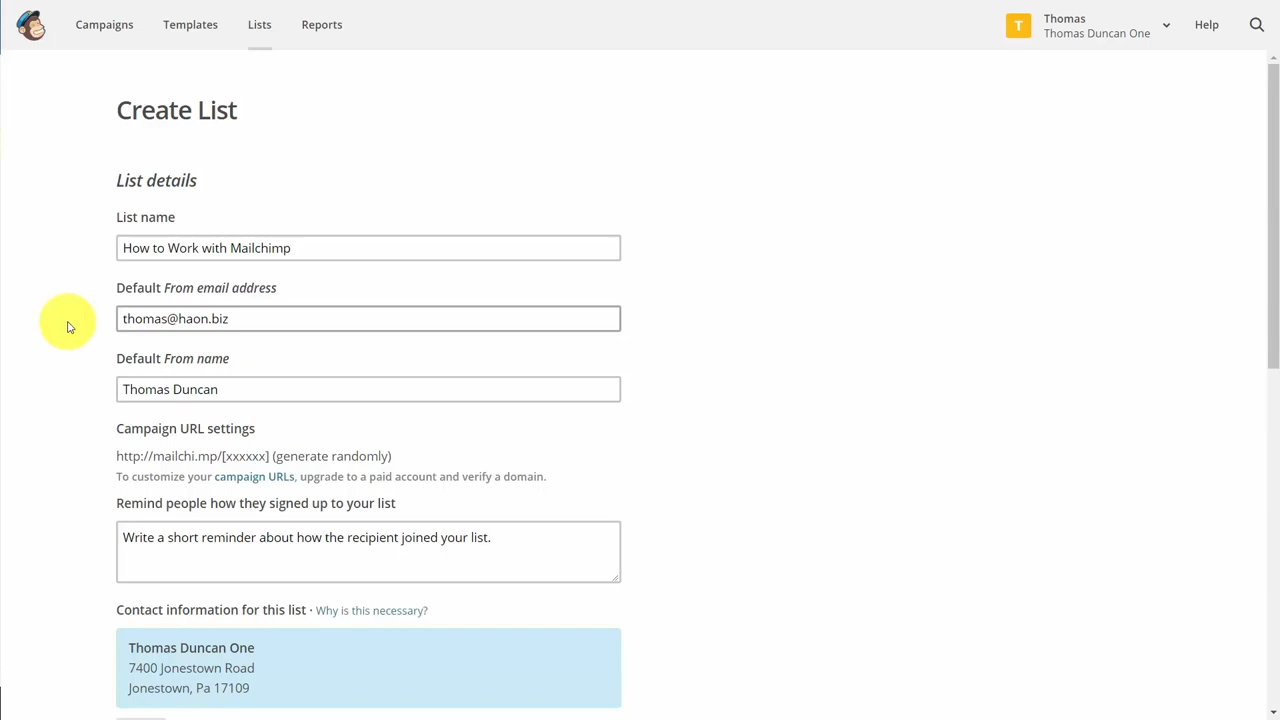 Campaigns Templates Lists Reports
T
Thomas
Thomas Duncan One
Help
Create List
List details
List name
How to Work with Mailchimp
Default From email address
thomas@haon.biz
Default From name
Thomas Duncan
Campaign URL settings
http://mailchi.mp/[xxxxxx] (generate randomly)
To customize your campaign URLs, upgrade to a paid account and verify a domain.
Remind people how they signed up to your list
Write a short reminder about how the recipient joined your list.
Contact information for this list · Why is this necessary?
Thomas Duncan One
7400 Jonestown Road
Jonestown, Pa 17109